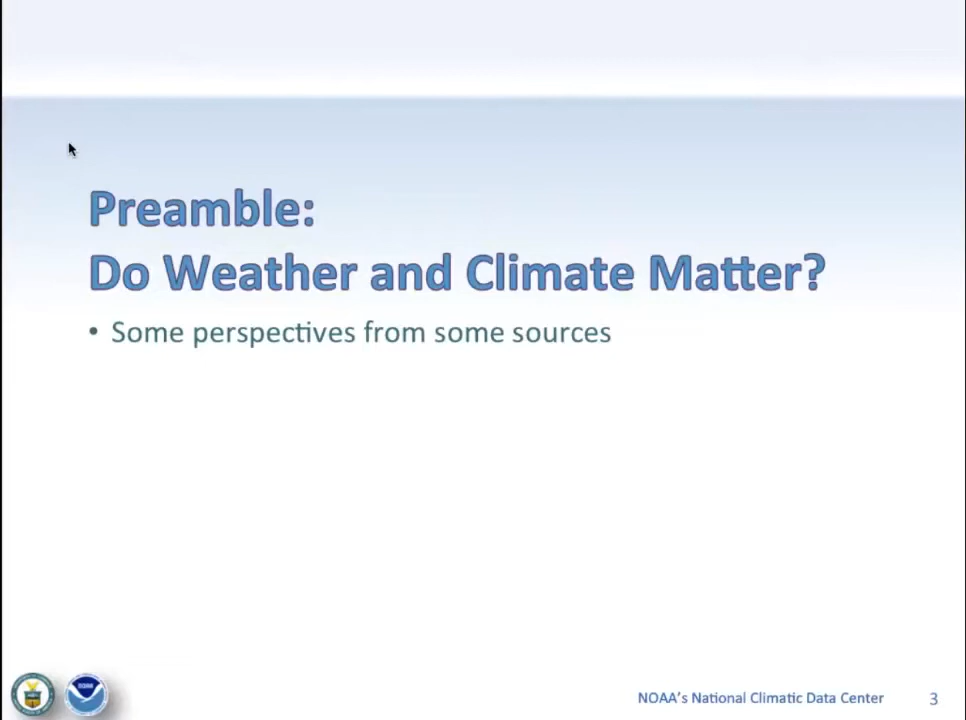 Preamble:
Do Weather and Climate Matter?
• Some perspectives from some sources
NOAA's National Climatic Data Center
3